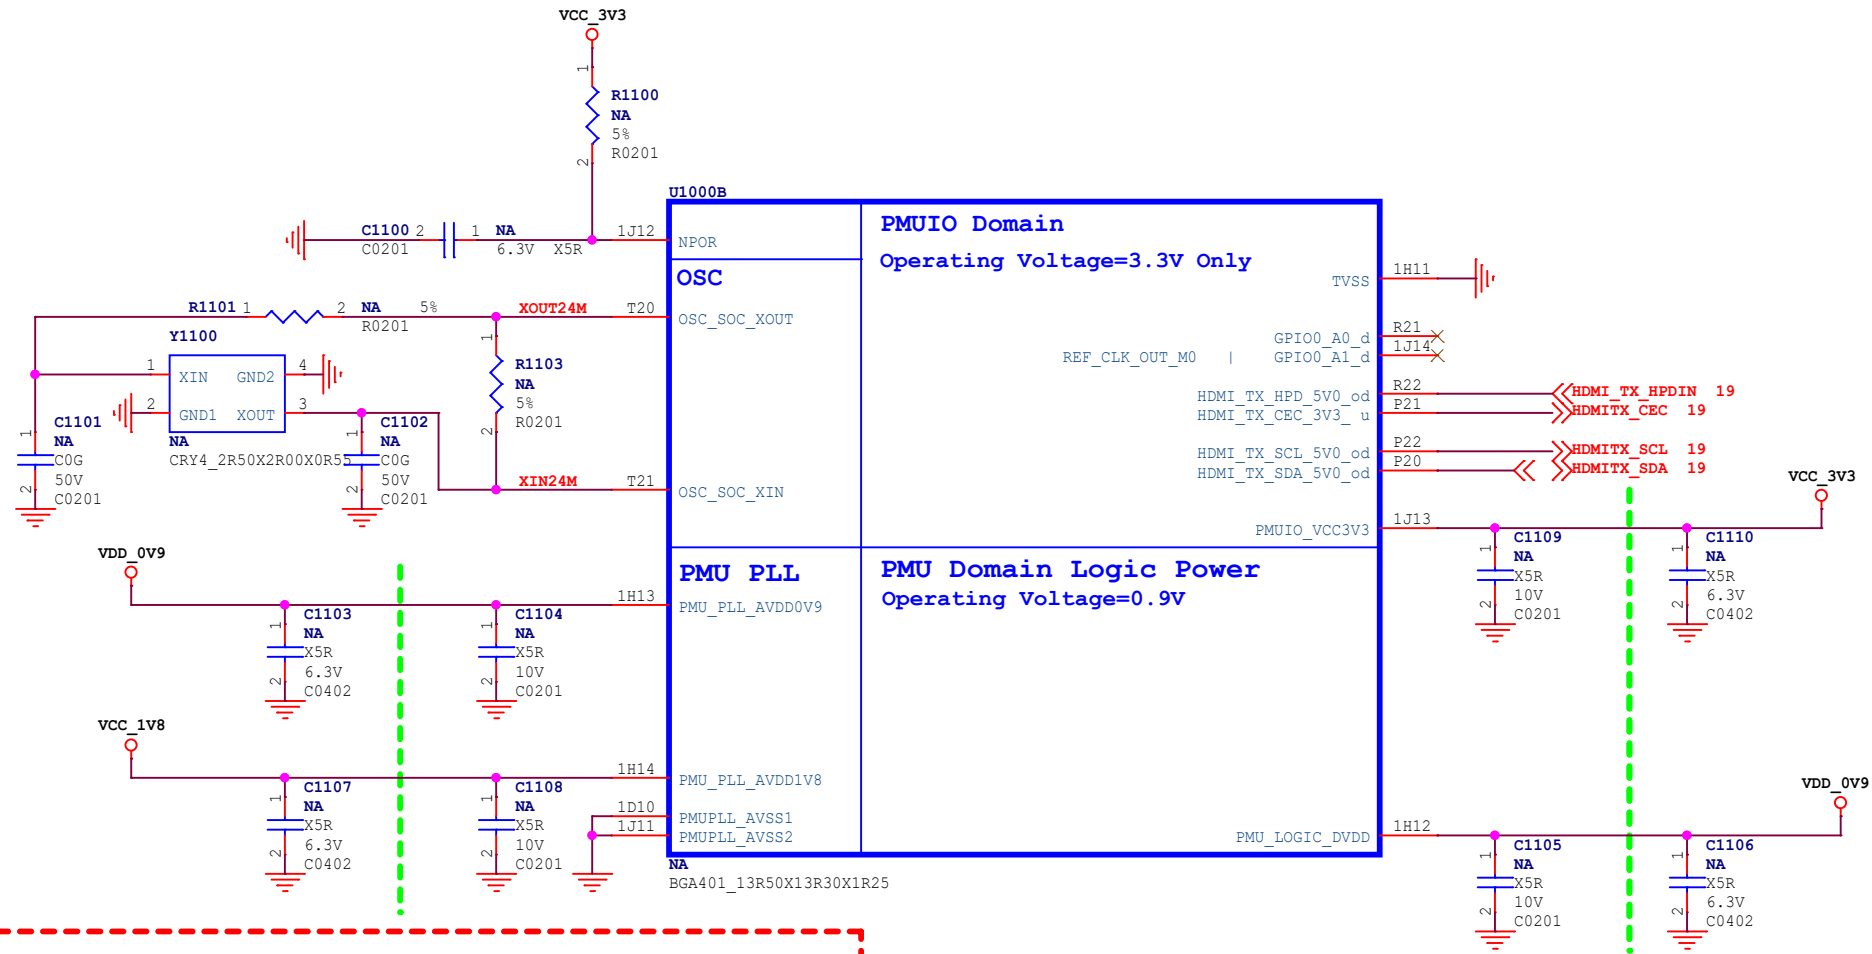 VCC_3V3
1
R1100
NA
5%
R0201
2
U1000B
C1100 2
1 NA
C0201
6.3V X5R
1J12
NPOR
PMUIO Domain
Operating Voltage=3.3V Only
OSC
TVSS
1H11
R1101 1
2 NA
5%
R0201
XOUT24M
T20
OSC_SOC_XOUT
Y1100
1
XIN
GND2
4
2
GND1
XOUT
3
NA
CRY4_2R50X2R00X0R55
1
R1103
NA
5%
R0201
2
C1101
1
NA
C0G
50V
2
C0201
C1102
1
NA
C0G
50V
2
C0201
XIN24M
T21
OSC_SOC_XIN
GPIO0_A0_d
R21
REF_CLK_OUT_M0 | GPIO0_A1_d
1J14
HDMI_TX_HPD_5V0_od
R22
HDMI_TX_HPDIN 19
HDMI_TX_CEC_3V3_ u
P21
HDMITX_CEC 19
HDMI_TX_SCL_5V0_od
P22
HDMITX_SCL 19
HDMI_TX_SDA_5V0_od
P20
HDMITX_SDA 19
VCC_3V3
PMUIO_VCC3V3
1J13
C1109
1
NA
X5R
10V
2
C0201
C1110
1
NA
X5R
6.3V
2
C0402
VDD_0V9
PMU PLL
PMU Domain Logic Power
Operating Voltage=0.9V
1H13
PMU_PLL_AVDD0V9
C1103
1
NA
X5R
6.3V
2
C0402
C1104
1
NA
X5R
10V
2
C0201
VCC_1V8
1H14
PMU_PLL_AVDD1V8
C1107
1
NA
X5R
6.3V
2
C0402
C1108
1
NA
X5R
10V
2
C0201
1D10
PMUPLL_AVSS1
1J11
PMUPLL_AVSS2
VDD_0V9
PMU_LOGIC_DVDD
1H12
C1105
1
NA
X5R
10V
2
C0201
C1106
1
NA
X5R
6.3V
2
C0402
NA
BGA401_13R50X13R30X1R25